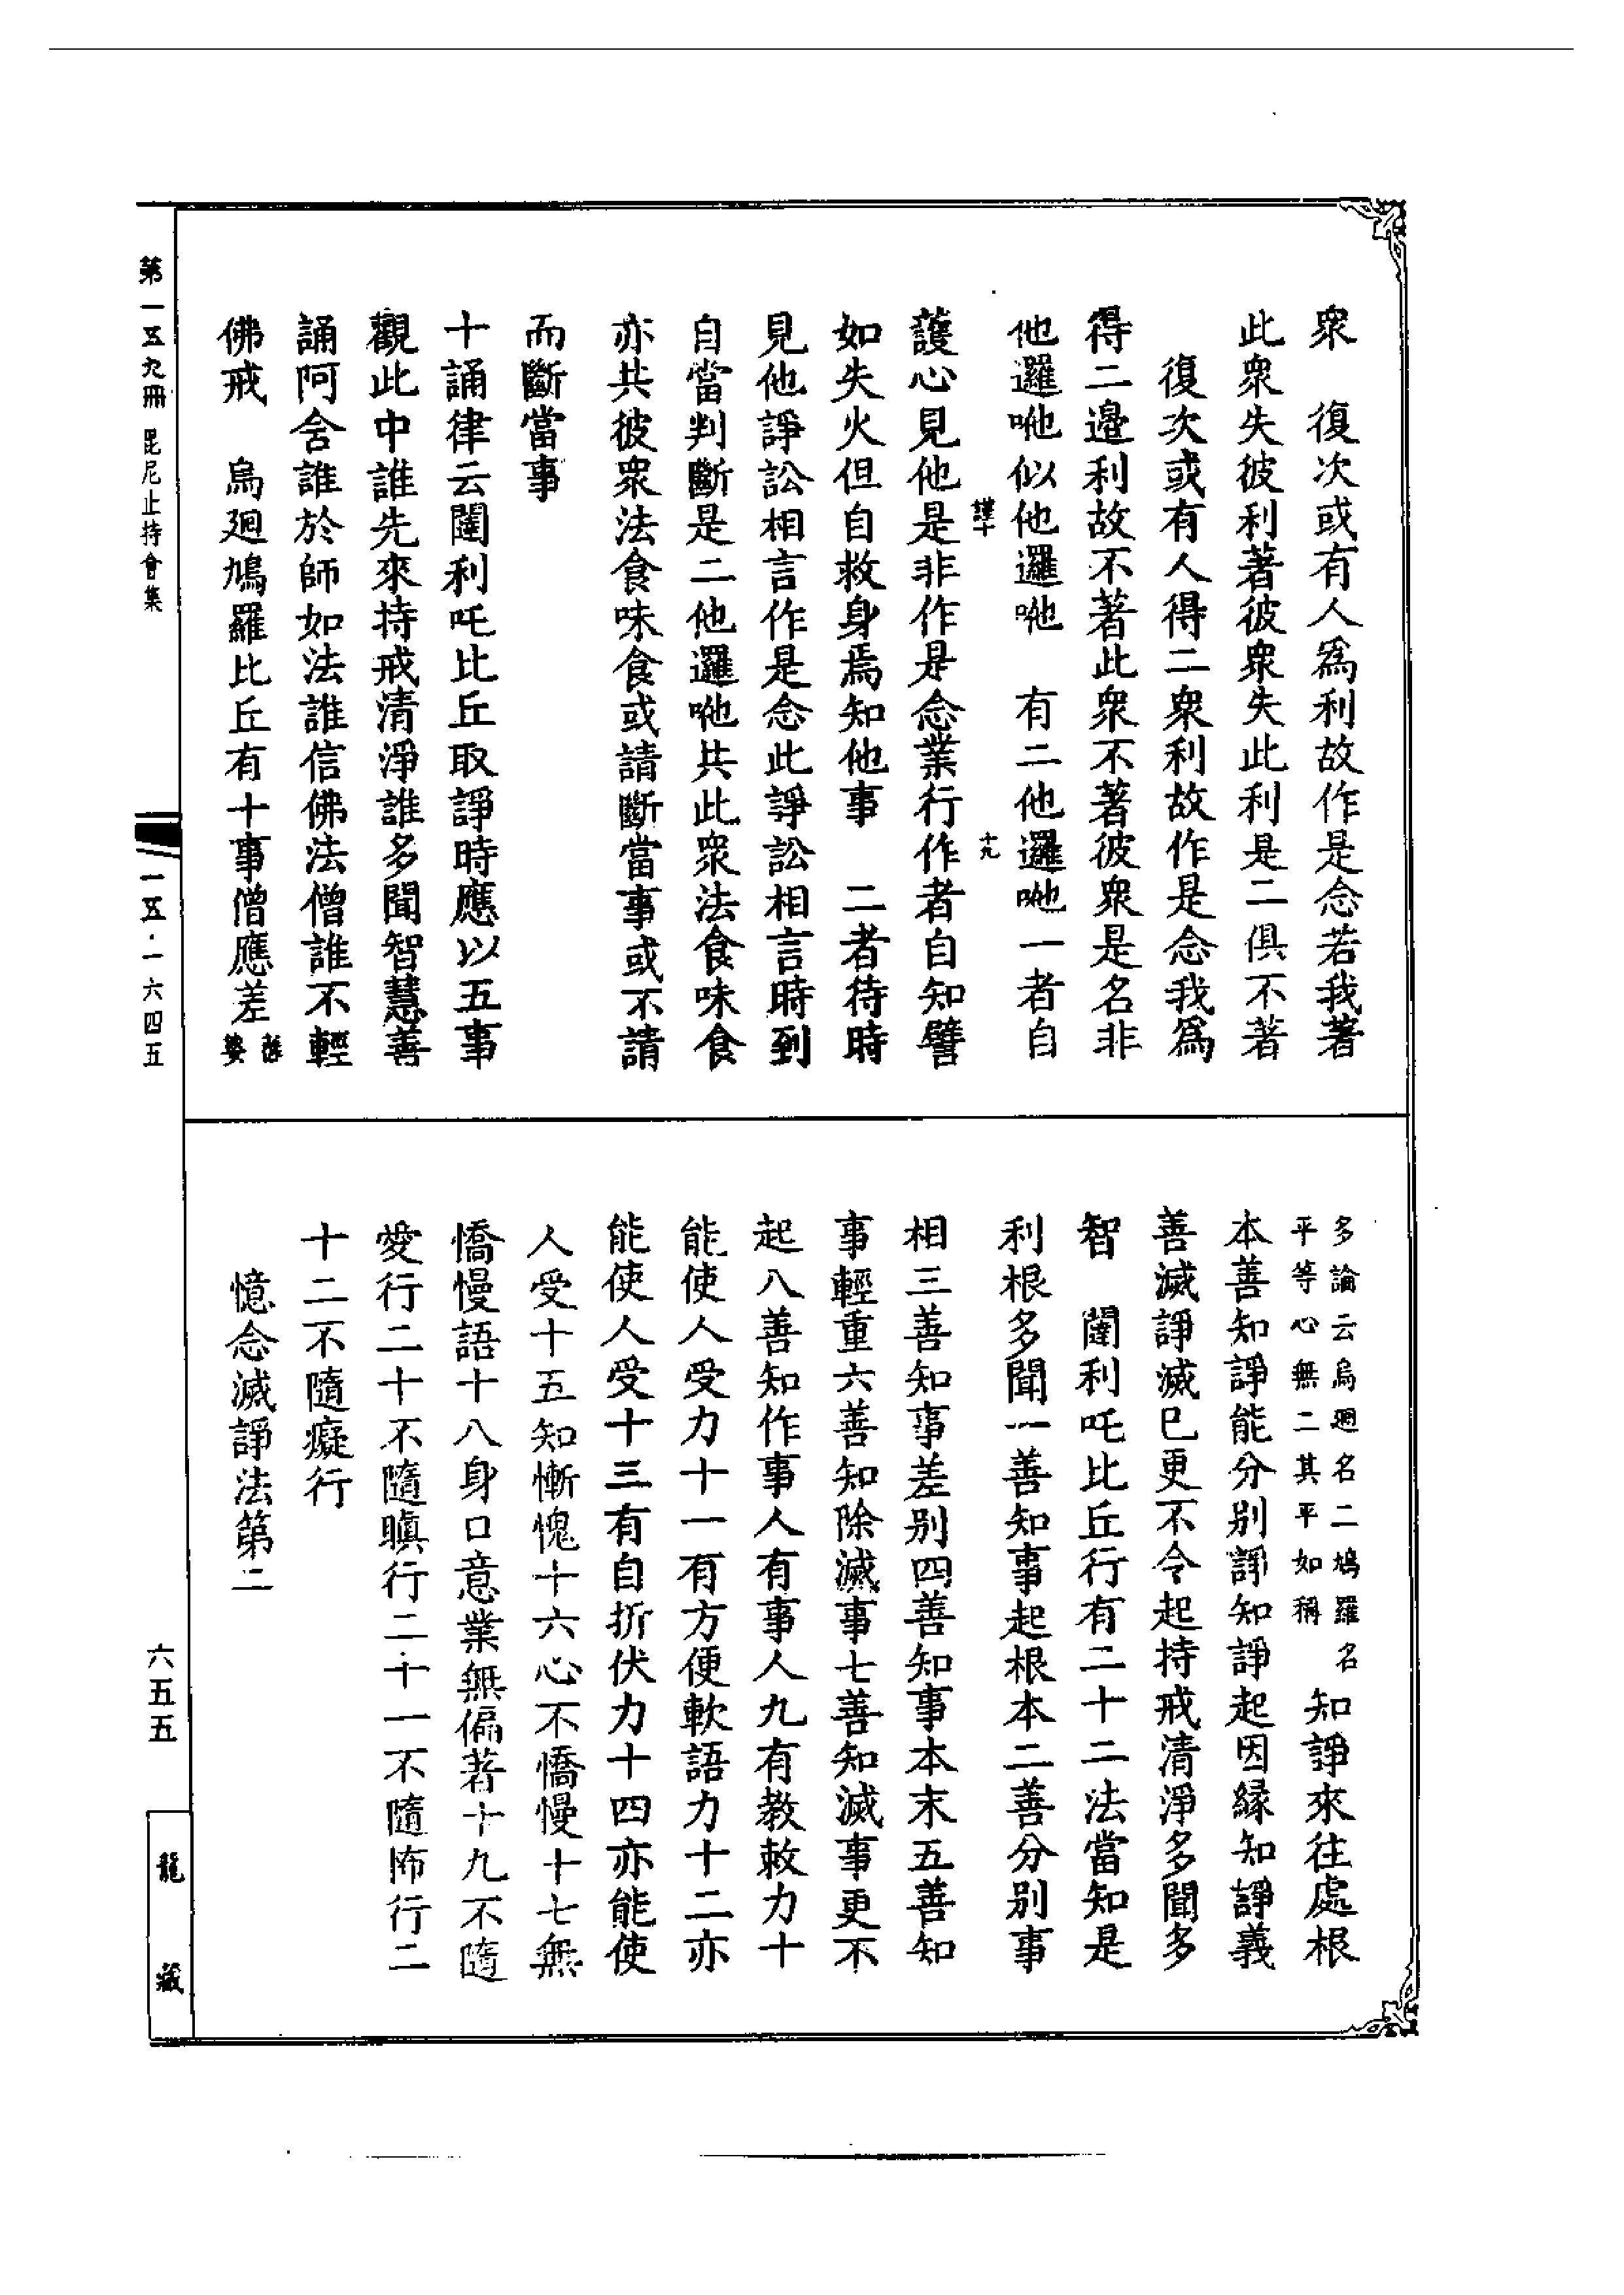 衆　復次或有人爲利故作是念若我著
此衆失彼利著彼衆失此利是二俱不著
復次或有人得二衆利故作是念我爲
得二邉利故不著此衆不著彼衆是名非
他邏哋似他邏哋　有二他邏哋一者自
護十
十九
護心見他是非作是念業行作者自知譬
如失火但自救身焉知他事　二者待時
見他諍訟相言作是念此諍訟相言時到
自當判斷是二他邏哋共此衆法食味食
亦共彼衆法食味食或請斷當事或不請
而斷當事
十誦律云闥利吒比丘取諍時應以五事
觀此中誰先來持戒清淨誰多聞智慧善
誦阿含誰於師如法誰信佛法僧誰不輕
佛戒　烏廻鳩羅比丘有十事僧應差薩
婆
多論云烏廻名二鳩羅名
平等心無二其平如稱
知諍來往處根
本善知諍能分别諍知諍起因緣知諍義
善滅諍滅已更不令起持戒清淨多聞多
智　闥利吒比丘行有二十二法當知是
利根多聞一善知事起根本二善分别事
相三善知事差别四善知事本末五善知
事輕重六善知除滅事七善知滅事更不
起八善知作事人有事人九有教敕力十
能使人受力十一有方便軟語力十二亦
能使人受十三有自折伏力十四亦能使
人受十五知慚愧十六心不憍慢十七無
憍慢語十八身口意業無偏著十九不隨
愛行二十不隨瞋行二十一不隨怖行二
十二不隨癡行
憶念滅諍法第二
第一五九冊　毘尼止持會集
一五·一六四五
六五五
龍藏